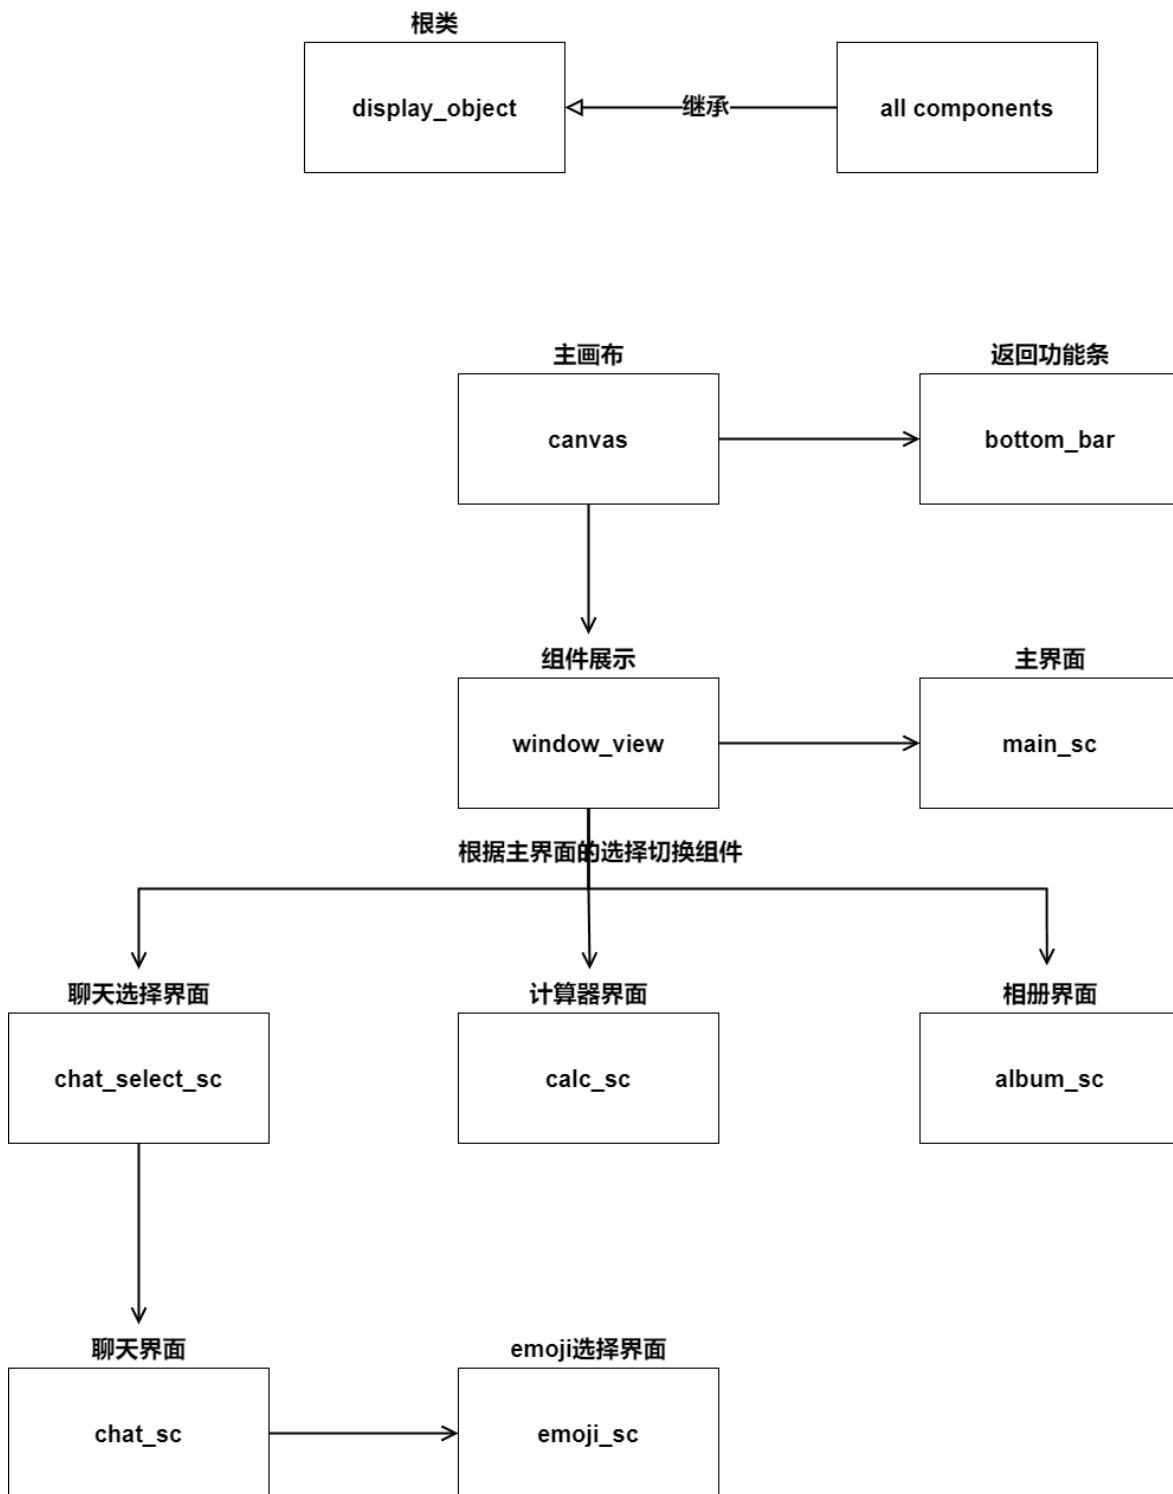 根类
display_object
继承
all components
主画布
返回功能条
canvas
bottom_bar
组件展示
主界面
window_view
main_sc
根据主界面的选择切换组件
聊天选择界面
计算器界面
相册界面
chat_select_sc
calc_sc
album_sc
聊天界面
emoji选择界面
chat_sc
emoji_sc